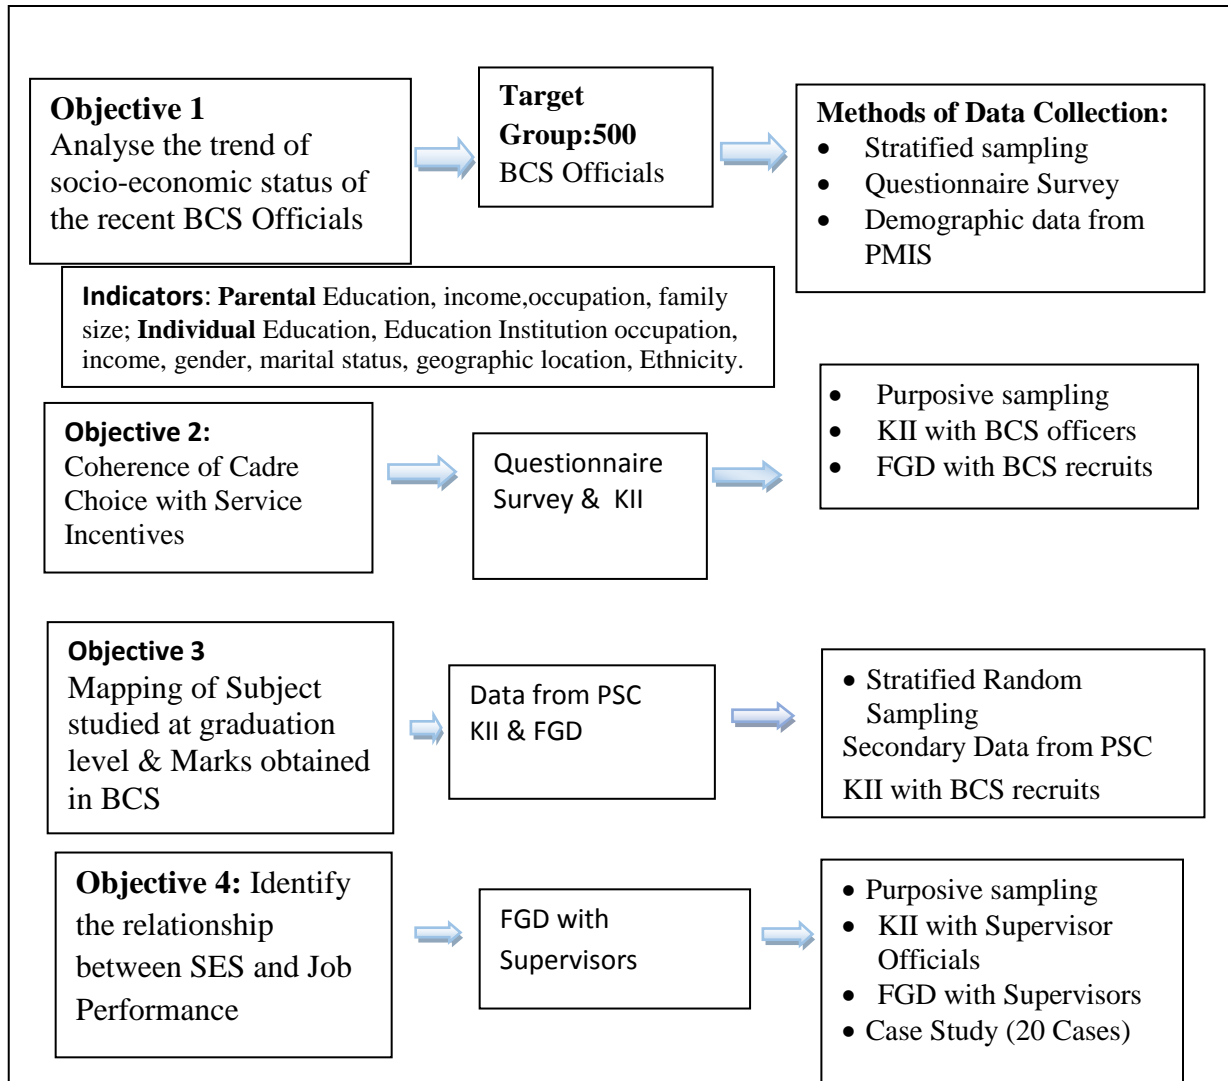 Objective 1
Analyse the trend of
socio-economic status of
the recent BCS Officials
Target
Group:500
BCS Officials
Methods of Data Collection:
• Stratified sampling
• Questionnaire Survey
• Demographic data from
PMIS
Indicators: Parental Education, income,occupation, family
size; Individual Education, Education Institution occupation,
income, gender, marital status, geographic location, Ethnicity.
Objective 2:
Coherence of Cadre
Choice with Service
Incentives
Questionnaire
Survey & KII
• Purposive sampling
• KII with BCS officers
• FGD with BCS recruits
Objective 3
Mapping of Subject
studied at graduation
level & Marks obtained
in BCS
Data from PSC
KII & FGD
• Stratified Random
Sampling
Secondary Data from PSC
KII with BCS recruits
Objective 4: Identify
the relationship
between SES and Job
Performance
FGD with
Supervisors
• Purposive sampling
• KII with Supervisor
Officials
• FGD with Supervisors
• Case Study (20 Cases)